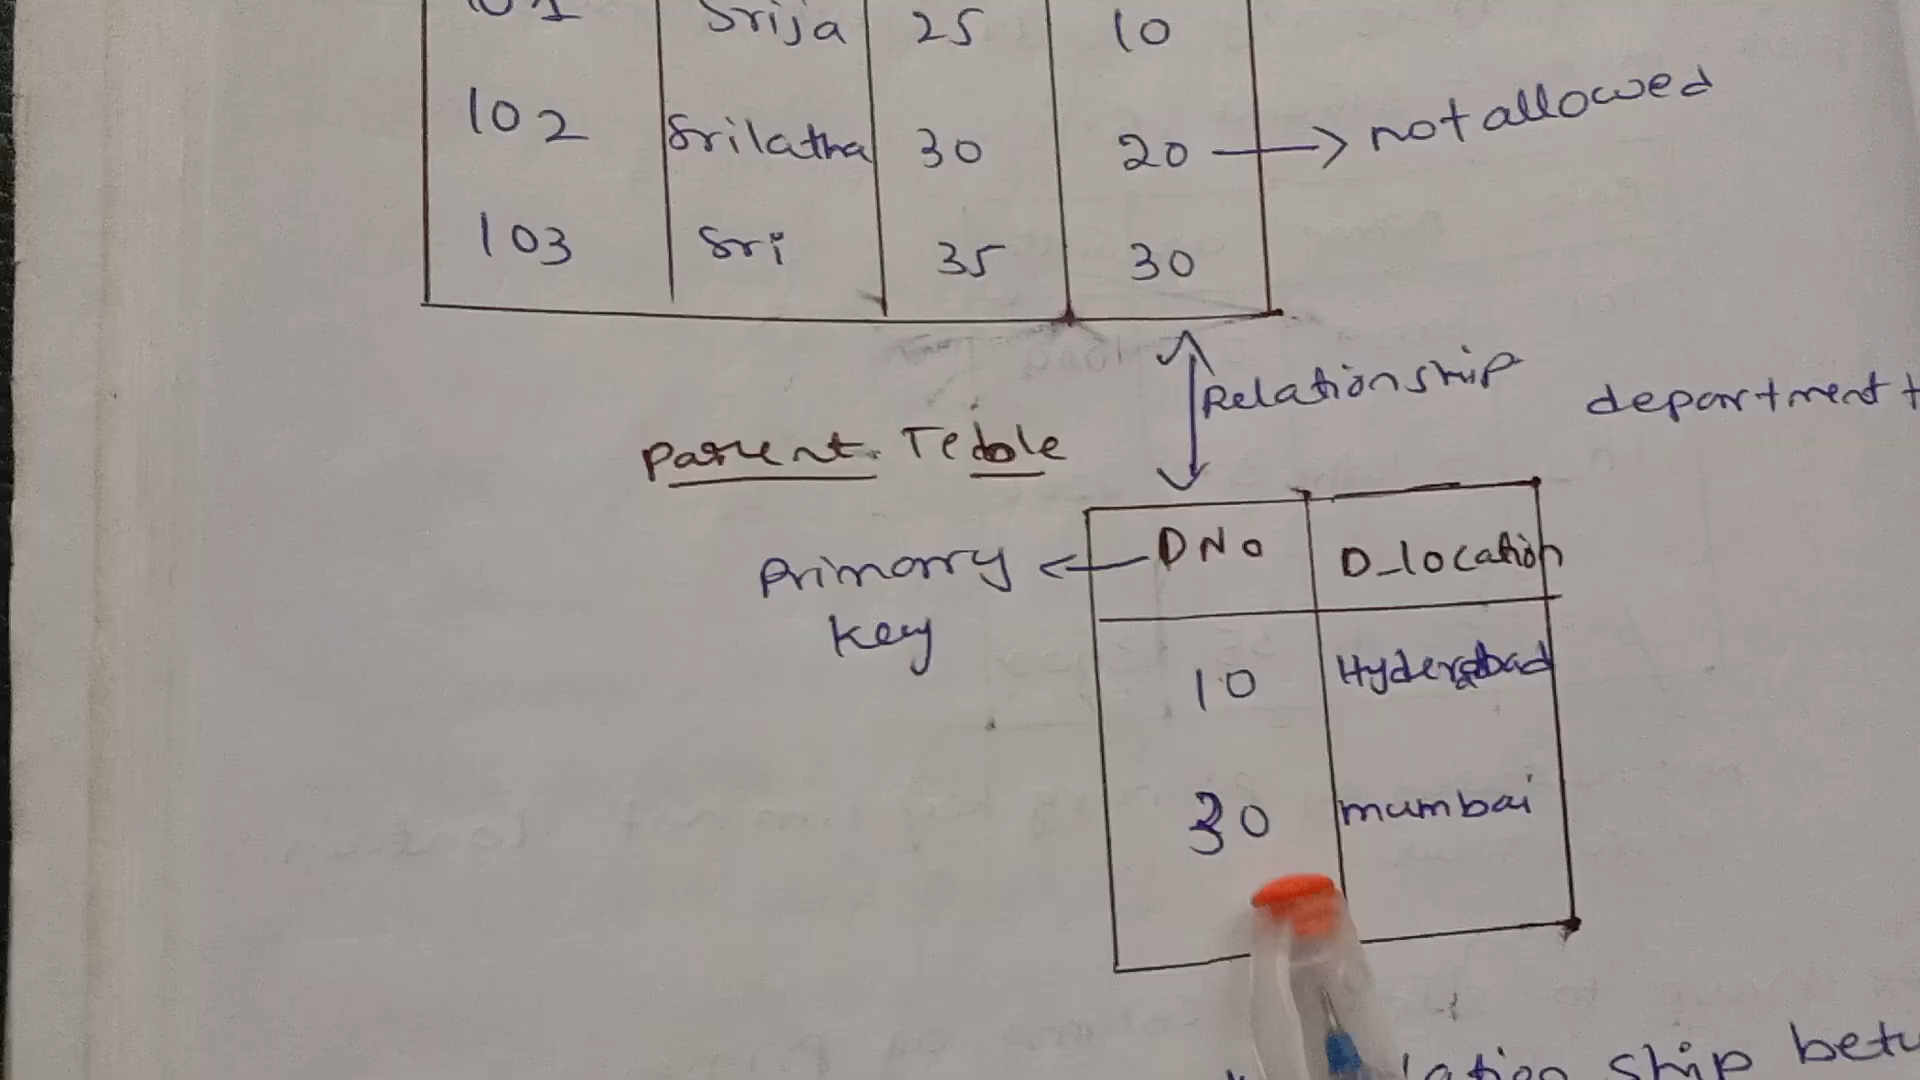 101 Srija 25 10
102 Srilatha 30 20 → not allowed
103 Sri 35 30
Relationship
department
Parent Table
Primary key
DNo D_location
10 Hyderabad
30 mumbai
ship